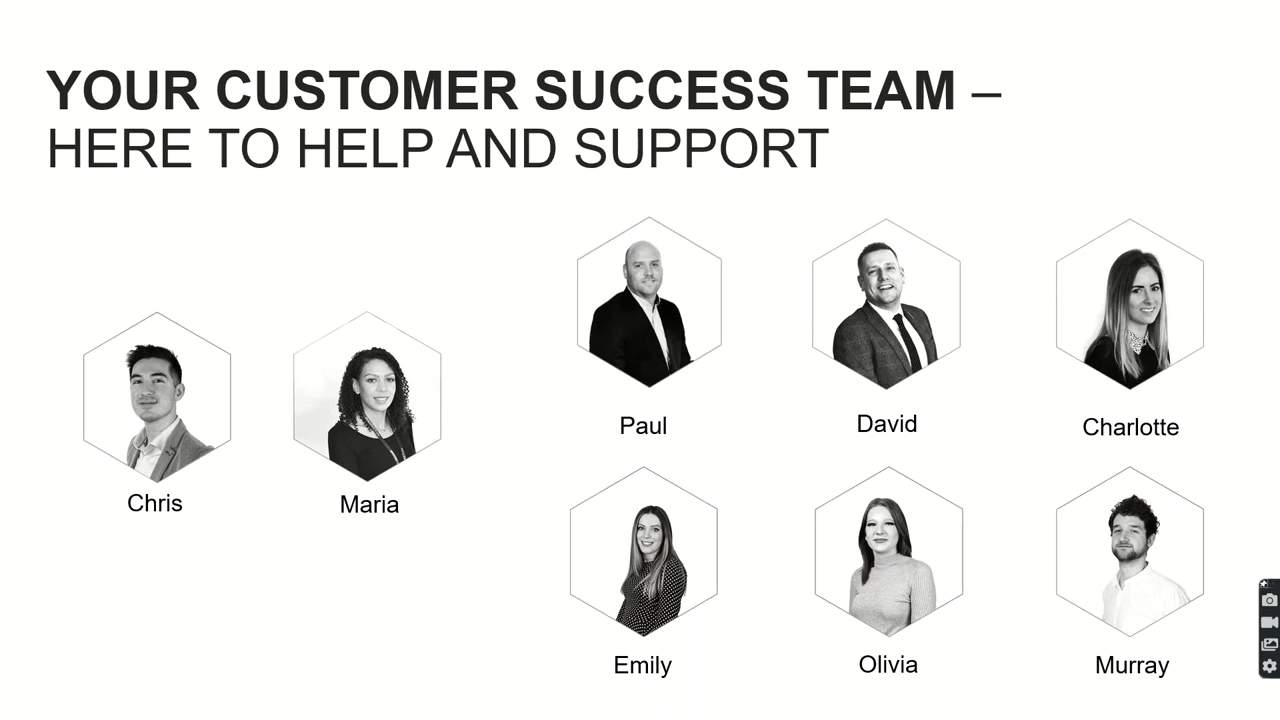 YOUR CUSTOMER SUCCESS TEAM –
HERE TO HELP AND SUPPORT
Paul
David
Charlotte
Chris
Maria
Emily
Olivia
Murray